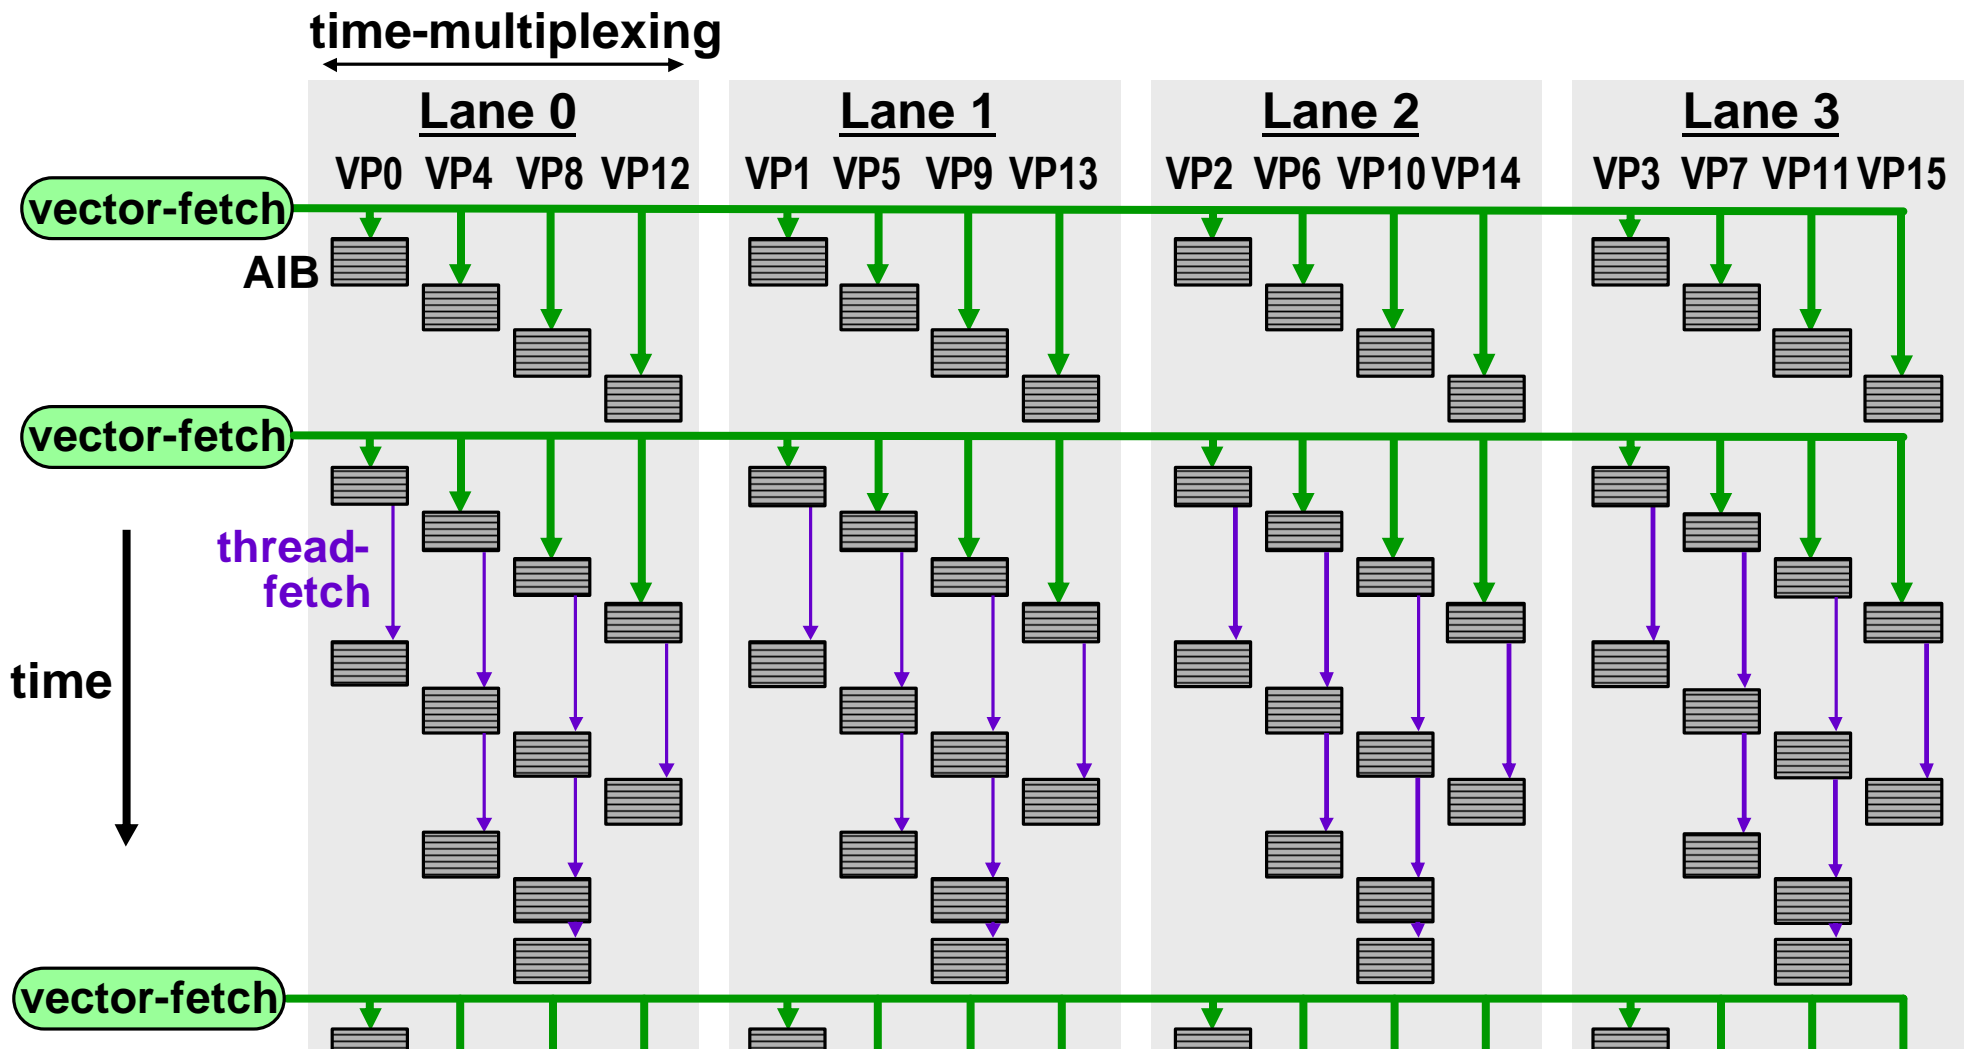 time-multiplexing
Lane 0 Lane 1 Lane 2 Lane 3
VP0 VP4 VP8 VP12 VP1 VP5 VP9 VP13 VP2 VP6 VP10 VP14 VP3 VP7 VP11 VP15
vector-fetch
AIB
vector-fetch
thread-
fetch
time
vector-fetch